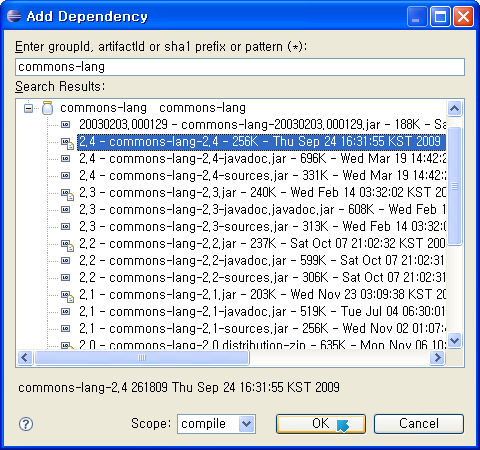 Add Dependency
Enter groupId, artifactId or sha1 prefix or pattern (*):
commons-lang
Search Results:
commons-lang commons-lang
20030203,000129 - commons-lang-20030203,000129,jar - 188K - Sa
2,4 - commons-lang-2,4 - 256K - Thu Sep 24 16:31:55 KST 2009
2,4 - commons-lang-2,4-javadoc,jar - 696K - Wed Mar 19 14:42:2
2,4 - commons-lang-2,4-sources,jar - 331K - Wed Mar 19 14:42:2
2,3 - commons-lang-2,3,jar - 240K - Wed Feb 14 03:32:02 KST 20
2,3 - commons-lang-2,3-javadoc,javadoc,jar - 608K - Wed Feb
2,3 - commons-lang-2,3-sources,jar - 313K - Wed Feb 14 03:32:0
2,2 - commons-lang-2,2,jar - 237K - Sat Oct 07 21:02:32 KST 200
2,2 - commons-lang-2,2-javadoc,jar - 599K - Sat Oct 07 21:02:31
2,2 - commons-lang-2,2-sources,jar - 306K - Sat Oct 07 21:02:31
2,1 - commons-lang-2,1,jar - 203K - Wed Nov 23 03:09:38 KST 20
2,1 - commons-lang-2,1-javadoc,jar - 519K - Tue Jul 04 06:30:01
2,1 - commons-lang-2,1-sources,jar - 256K - Wed Nov 02 01:07:4
2,0 - commons-lang-2,0,distribution-zip - 635K - Mon Nov 06 10:
commons-lang-2,4 261809 Thu Sep 24 16:31:55 KST 2009
Scope: compile OK Cancel